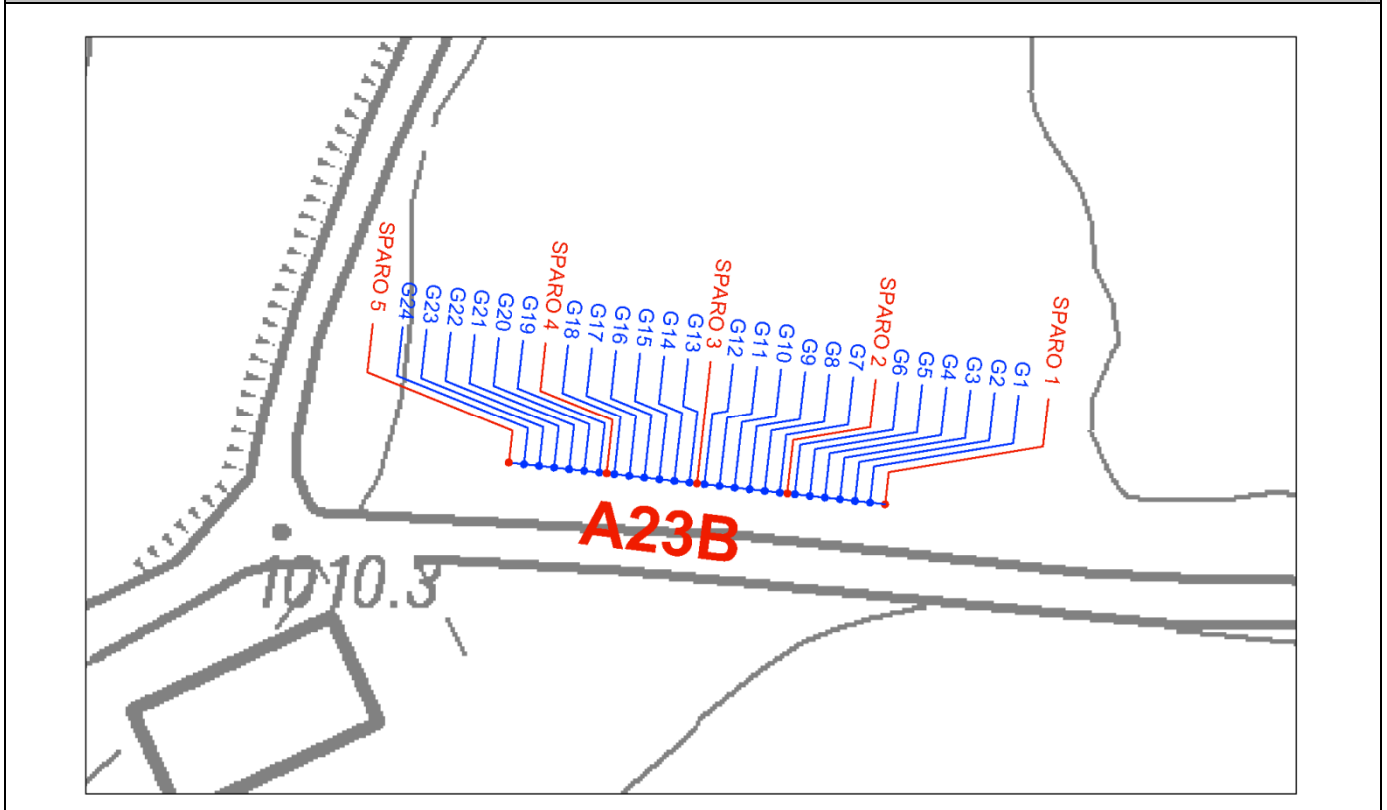 SPARO 5
G24
G23
G22
G21
G20
G19
SPARO 4
G18
G17
G16
G15
G14
G13
SPARO 3
G12
G11
G10
G9
G8
G7
SPARO 2
G6
G5
G4
G3
G2
G1
SPARO 1
A23B
1010.3